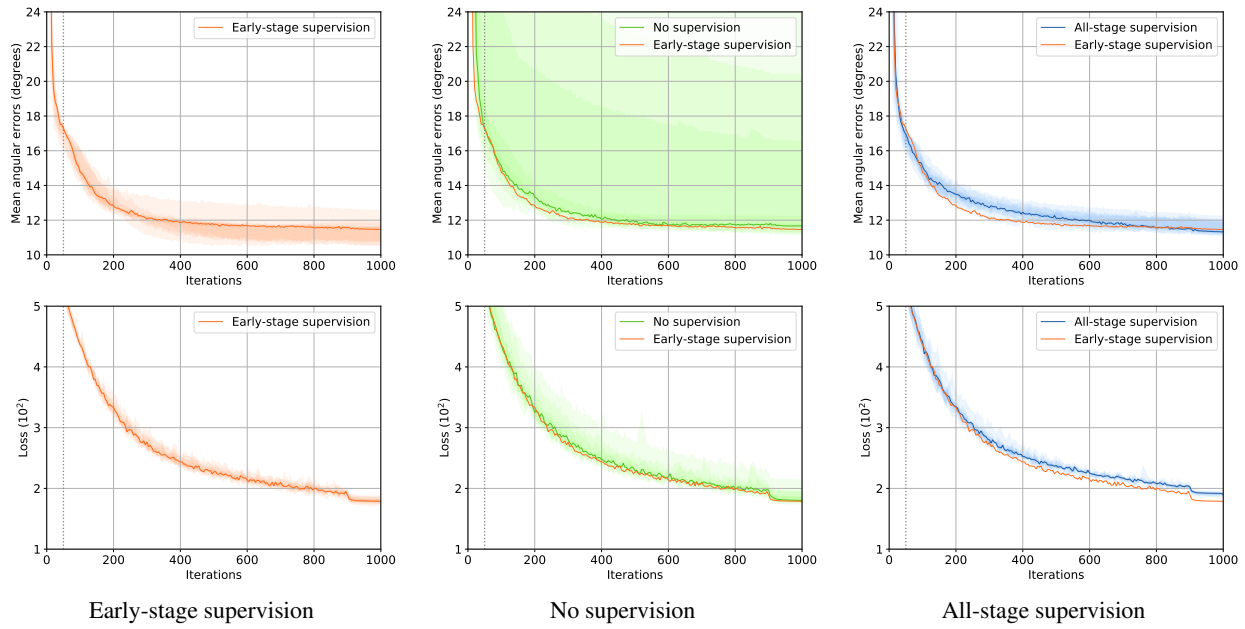 24
22
20
18
16
14
12
10
Mean angular errors (degrees)
Early-stage supervision
0 200 400 600 800 1000
Iterations
24
22
20
18
16
14
12
10
Mean angular errors (degrees)
No supervision
Early-stage supervision
0 200 400 600 800 1000
Iterations
24
22
20
18
16
14
12
10
Mean angular errors (degrees)
All-stage supervision
Early-stage supervision
0 200 400 600 800 1000
Iterations
5
4
3
2
1
Loss (10²)
Early-stage supervision
0 200 400 600 800 1000
Iterations
5
4
3
2
1
Loss (10²)
No supervision
Early-stage supervision
0 200 400 600 800 1000
Iterations
5
4
3
2
1
Loss (10²)
All-stage supervision
Early-stage supervision
0 200 400 600 800 1000
Iterations
Early-stage supervision
No supervision
All-stage supervision